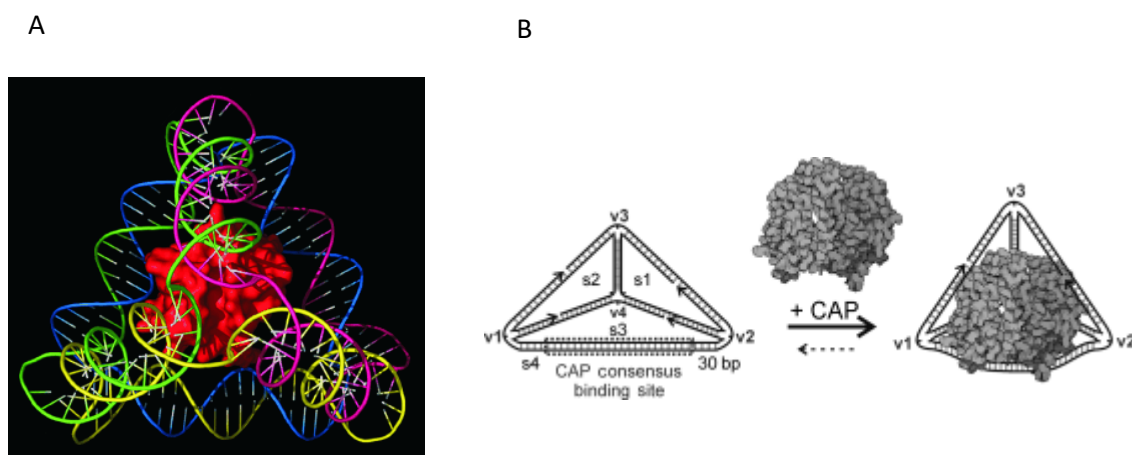 A
B
v3
s2
s1
v4
s3
v1
v2
s4
CAP consensus
binding site
30 bp
+ CAP
v3
v1
v2